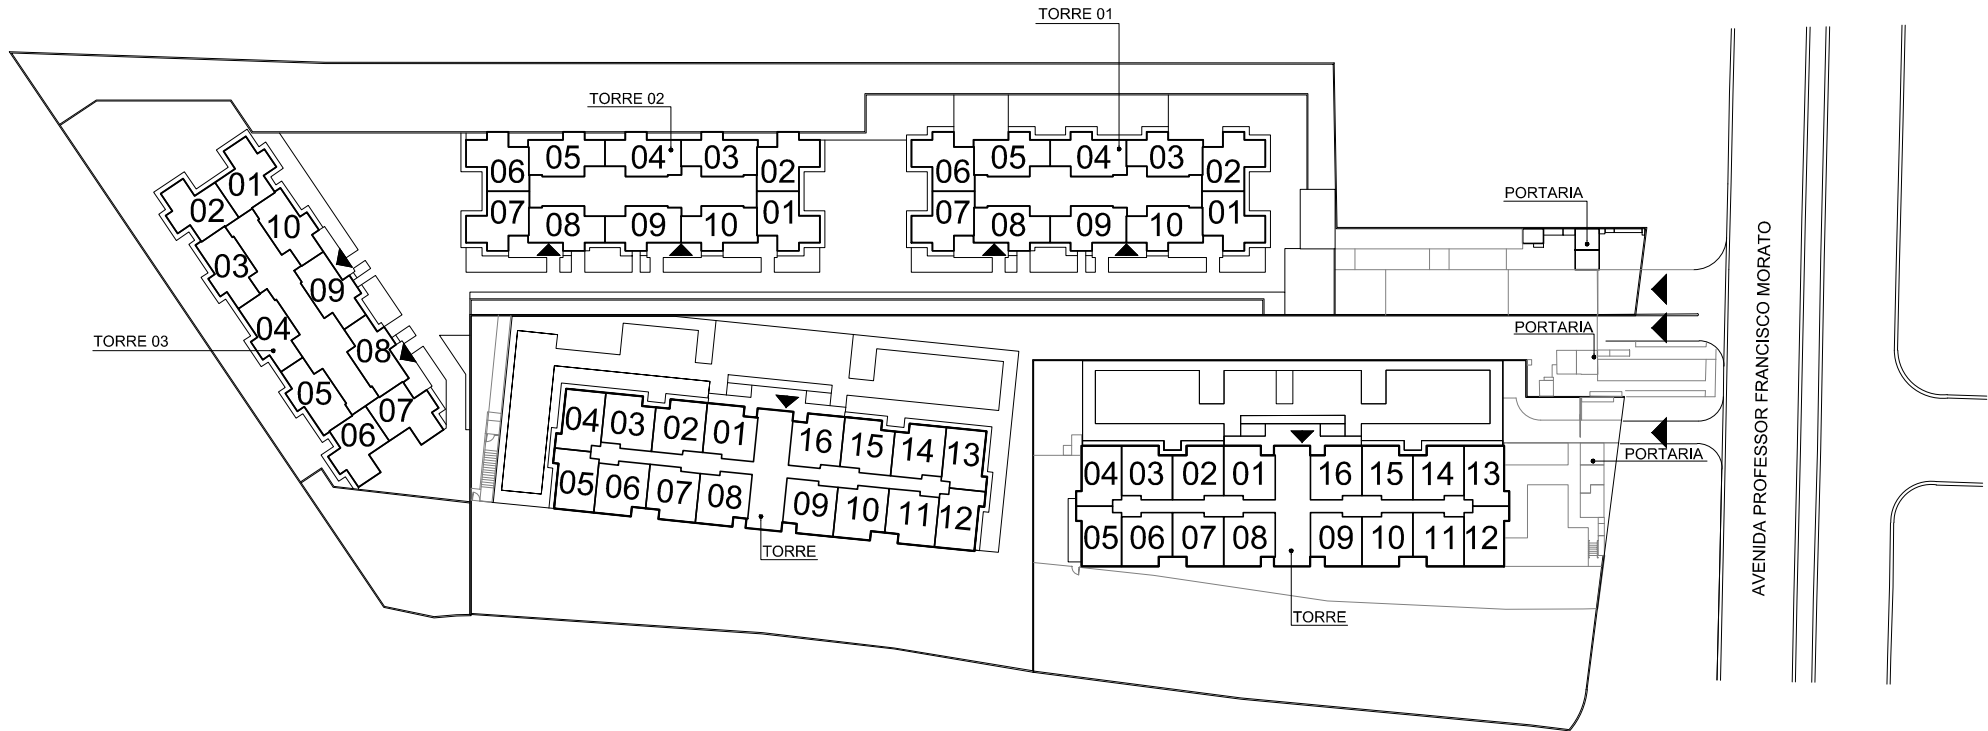 TORRE 01
TORRE 02
06 05 04 03 02
07 08 09 10 01
06 05 04 03 02
07 08 09 10 01
01
02
10
03
09
04
08
05
07
06
TORRE 03
PORTARIA
PORTARIA
PORTARIA
04 03 02 01 16 15 14 13
05 06 07 08 09 10 11 12
TORRE
04 03 02 01 16 15 14 13
05 06 07 08 09 10 11 12
TORRE
AVENIDA PROFESSOR FRANCISCO MORATO